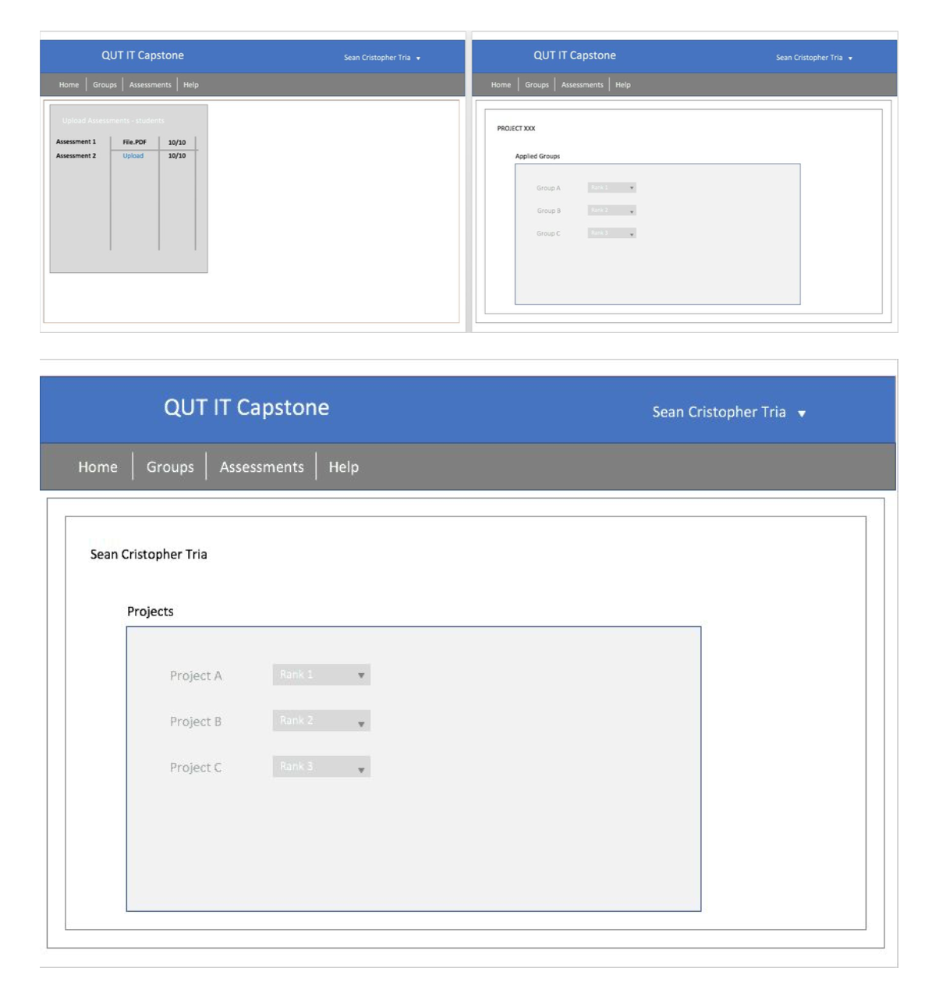 QUT IT Capstone
Sean Cristopher Tria
Home Groups Assessments Help
Upload Assessments - students
Assessment 1 File.PDF 10/10
Assessment 2 Upload 10/10
QUT IT Capstone
Sean Cristopher Tria
Home Groups Assessments Help
PROJECT XXX
Applied Groups
Group A Rank 1
Group B Rank 2
Group C Rank 3
QUT IT Capstone
Sean Cristopher Tria
Home Groups Assessments Help
Sean Cristopher Tria
Projects
Project A Rank 1
Project B Rank 2
Project C Rank 3